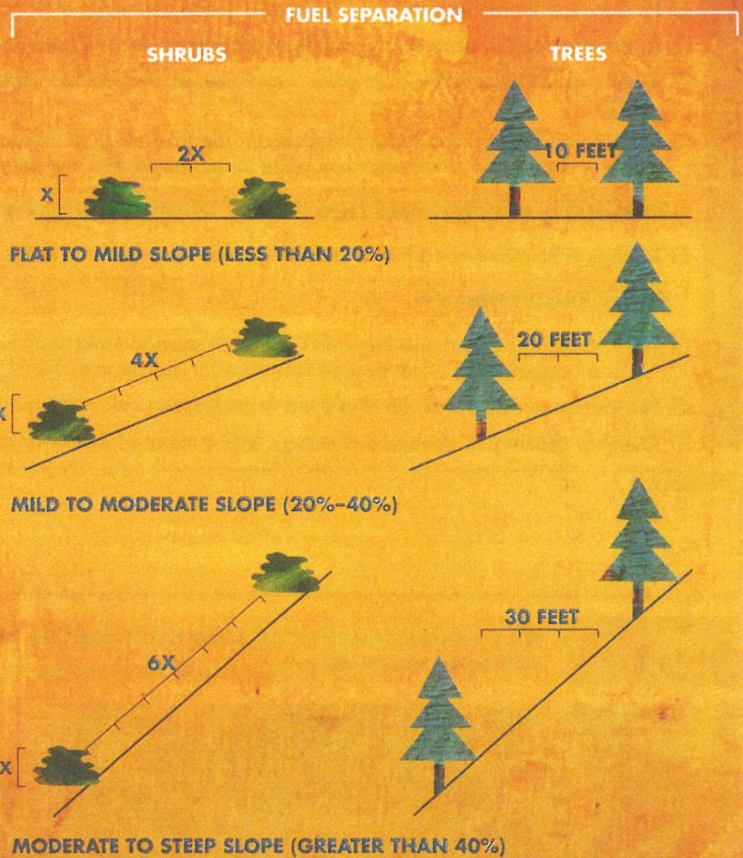 FUEL SEPARATION
SHRUBS
TREES
2X
X
10 FEET
FLAT TO MILD SLOPE (LESS THAN 20%)
4X
X
20 FEET
MILD TO MODERATE SLOPE (20%–40%)
6X
X
30 FEET
MODERATE TO STEEP SLOPE (GREATER THAN 40%)